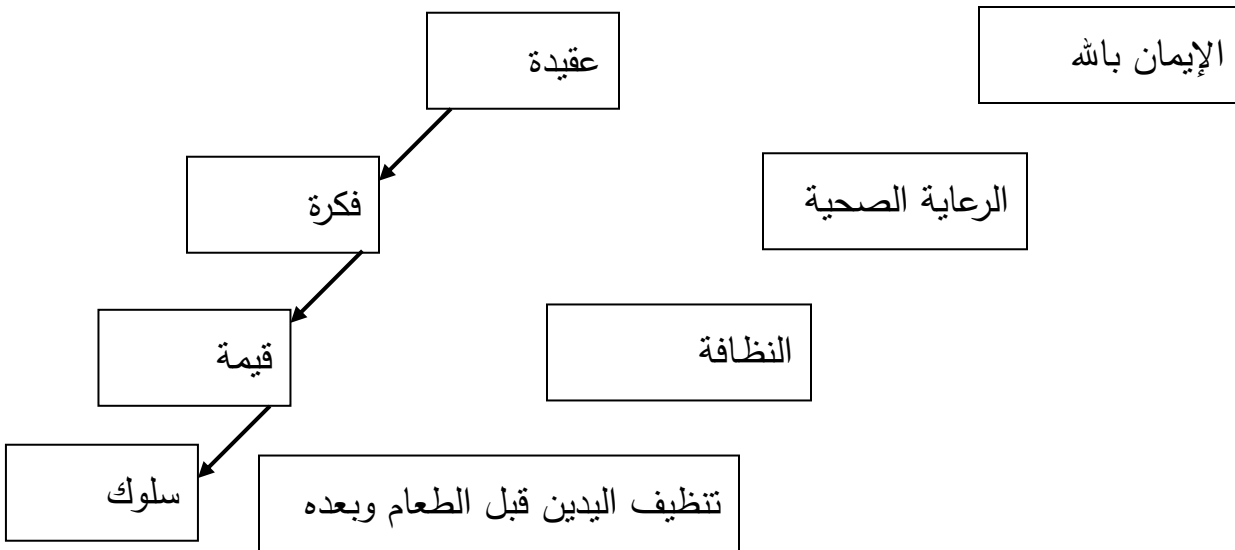 الإيمان بالله
عقيدة
الرعاية الصحية
فكرة
النظافة
قيمة
تنظيف اليدين قبل الطعام وبعده
سلوك